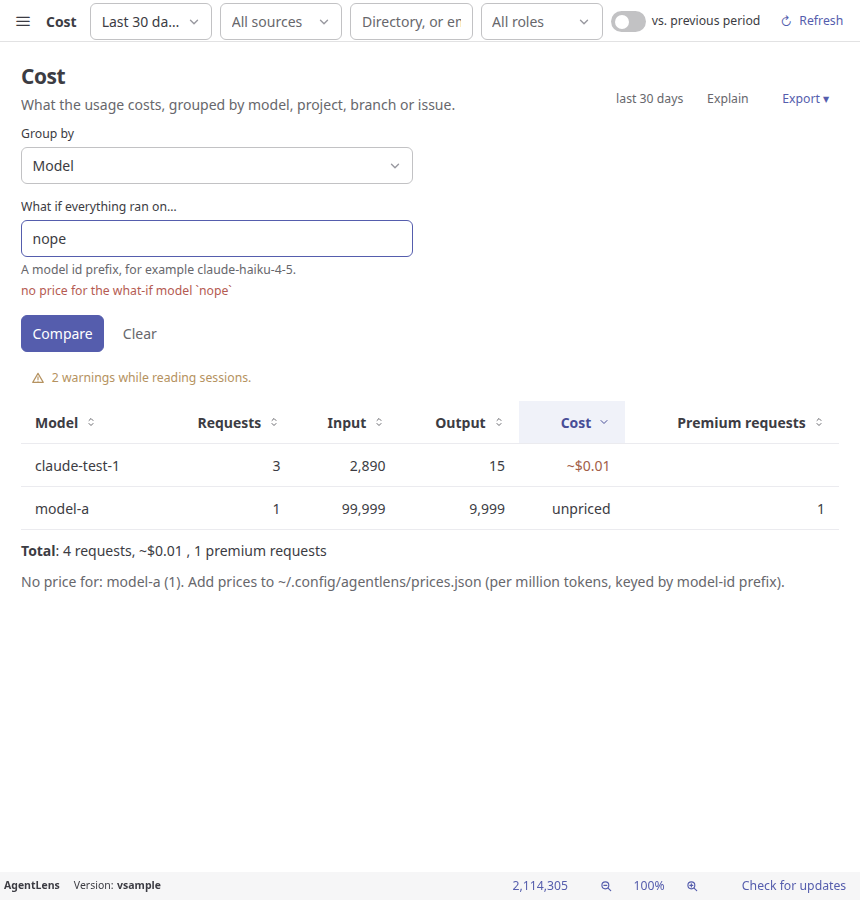 Cost Last 30 da... All sources Directory, or en All roles vs. previous period Refresh
Cost
What the usage costs, grouped by model, project, branch or issue.
last 30 days Explain Export ▾
Group by
Model
What if everything ran on...
nope
A model id prefix, for example claude-haiku-4-5.
no price for the what-if model `nope`
Compare Clear
2 warnings while reading sessions.
Model Requests Input Output Cost Premium requests
claude-test-1 3 2,890 15 ~$0.01
model-a 1 99,999 9,999 unpriced 1
Total: 4 requests, ~$0.01 , 1 premium requests
No price for: model-a (1). Add prices to ~/.config/agentlens/prices.json (per million tokens, keyed by model-id prefix).
AgentLens Version: vsample 2,114,305 100% Check for updates